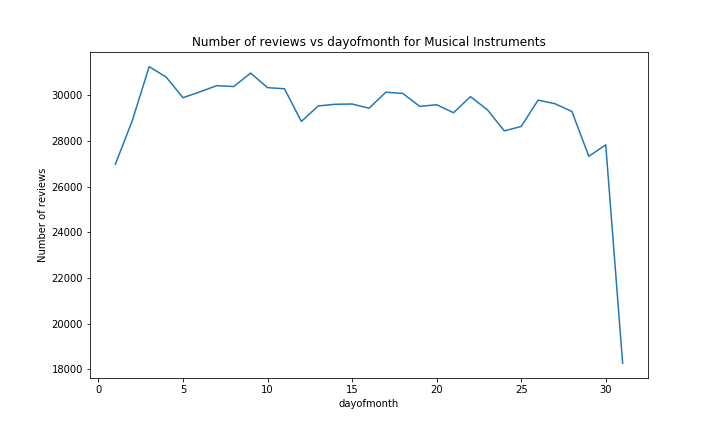 Number of reviews vs dayofmonth for Musical Instruments
30000
28000
26000
24000
22000
20000
18000
Number of reviews
0 5 10 15 20 25 30
dayofmonth